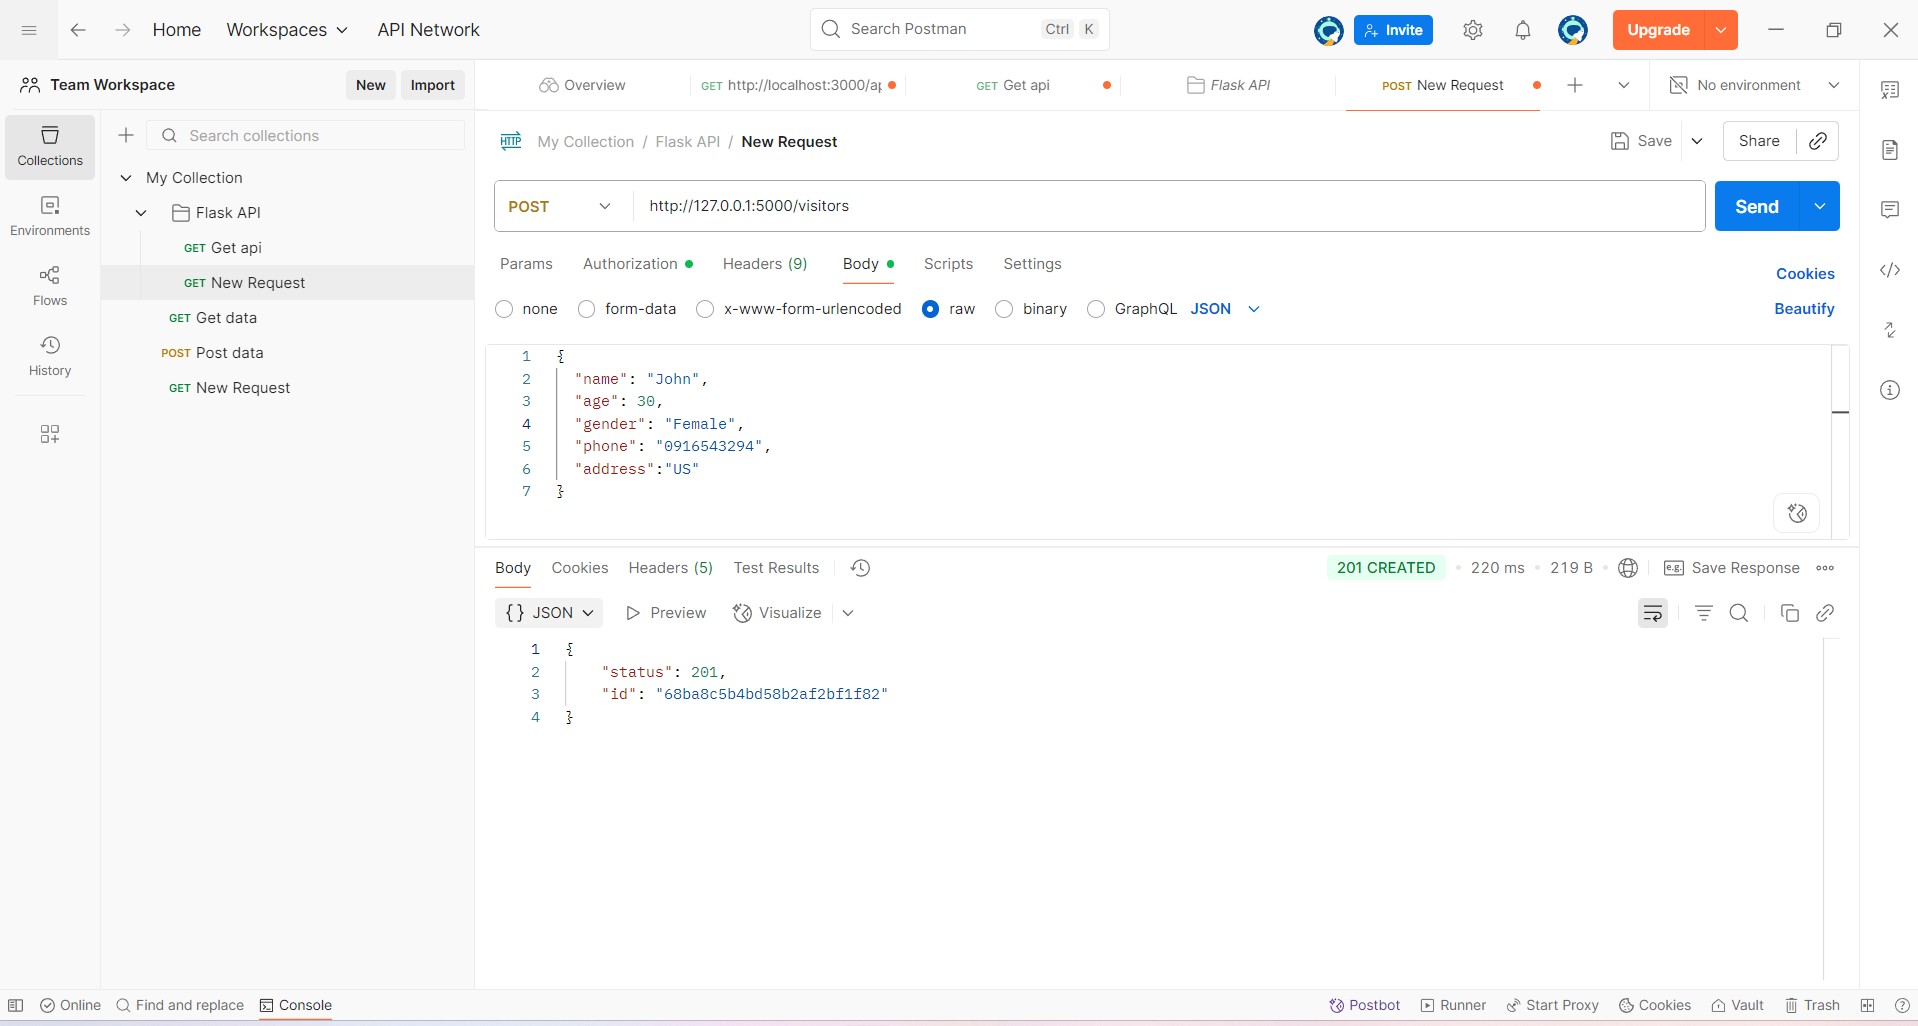 Home Workspaces API Network Search Postman Ctrl K Invite Upgrade
Team Workspace New Import Overview GET http://localhost:3000/ap GET Get api Flask API POST New Request No environment
Search collections
Collections
Environments
Flows
History
My Collection
Flask API
GET Get api
GET New Request
GET Get data
POST Post data
GET New Request
HTTP My Collection / Flask API / New Request Save Share
POST http://127.0.0.1:5000/visitors Send
Params Authorization Headers (9) Body Scripts Settings Cookies
none form-data x-www-form-urlencoded raw binary GraphQL JSON Beautify
1 {
2 "name": "John",
3 "age": 30,
4 "gender": "Female",
5 "phone": "0916543294",
6 "address":"US"
7 }
Body Cookies Headers (5) Test Results 201 CREATED 220 ms 219 B e.g. Save Response
{} JSON Preview Visualize
1 {
2 "status": 201,
3 "id": "68ba8c5b4bd58b2af2bf1f82"
4 }
Online Find and replace Console Postbot Runner Start Proxy Cookies Vault Trash